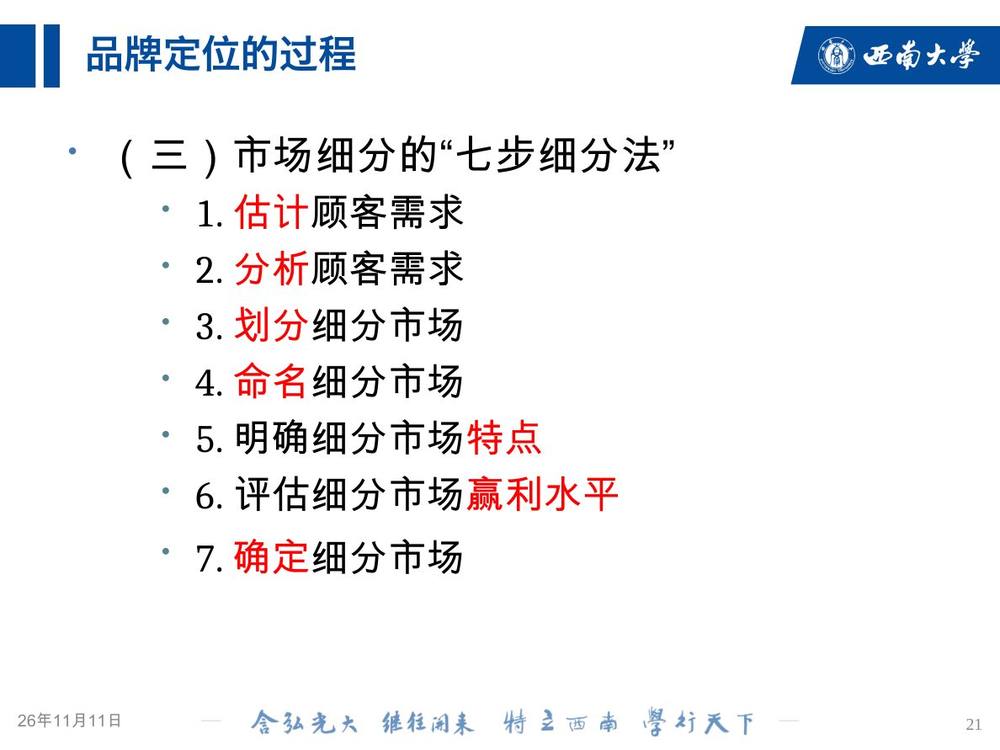 品牌定位的过程
西南大学
• （三）市场细分的“七步细分法”
• 1. 估计顾客需求
• 2. 分析顾客需求
• 3. 划分细分市场
• 4. 命名细分市场
• 5. 明确细分市场特点
• 6. 评估细分市场赢利水平
• 7. 确定细分市场
26年11月11日
含弘光大 继往开来 特立西南 学行天下
21